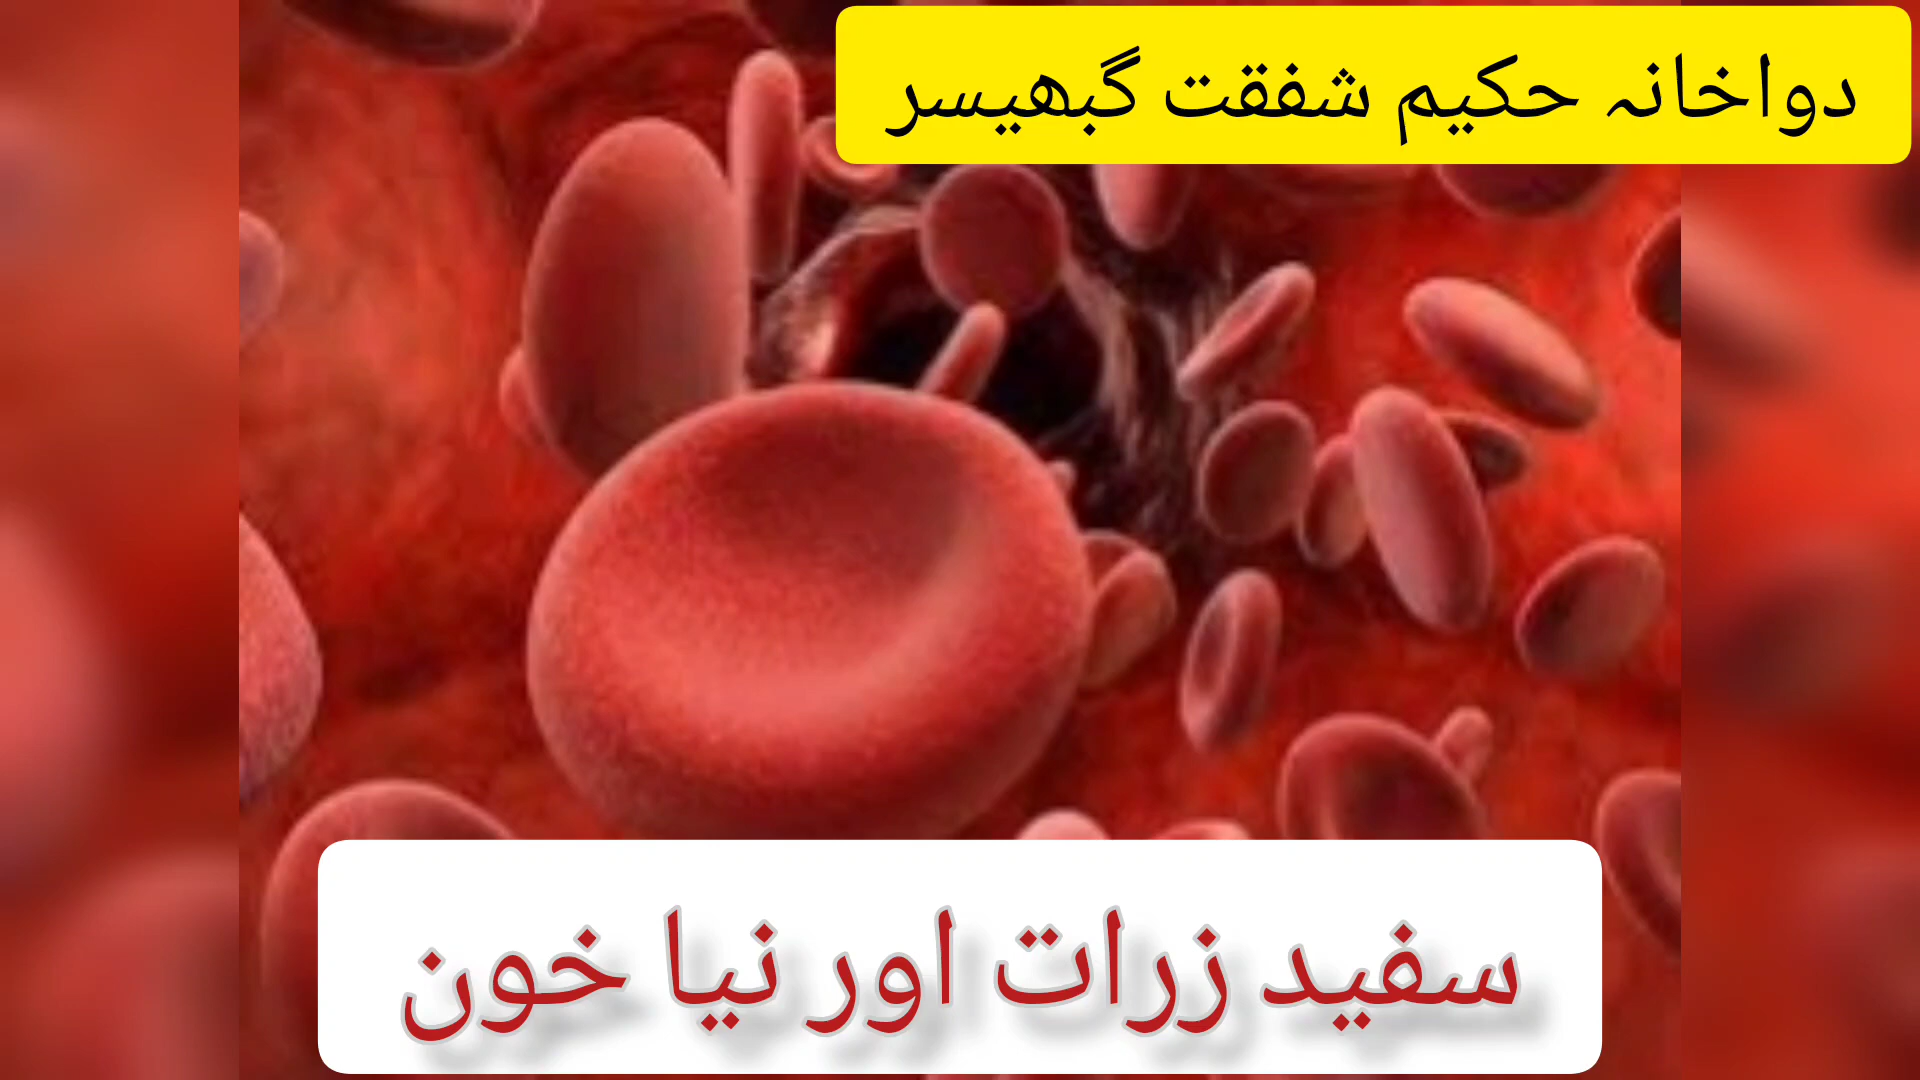 دواخانہ حکیم شفقت گبھیسر
سفید زرات اور نیا خون